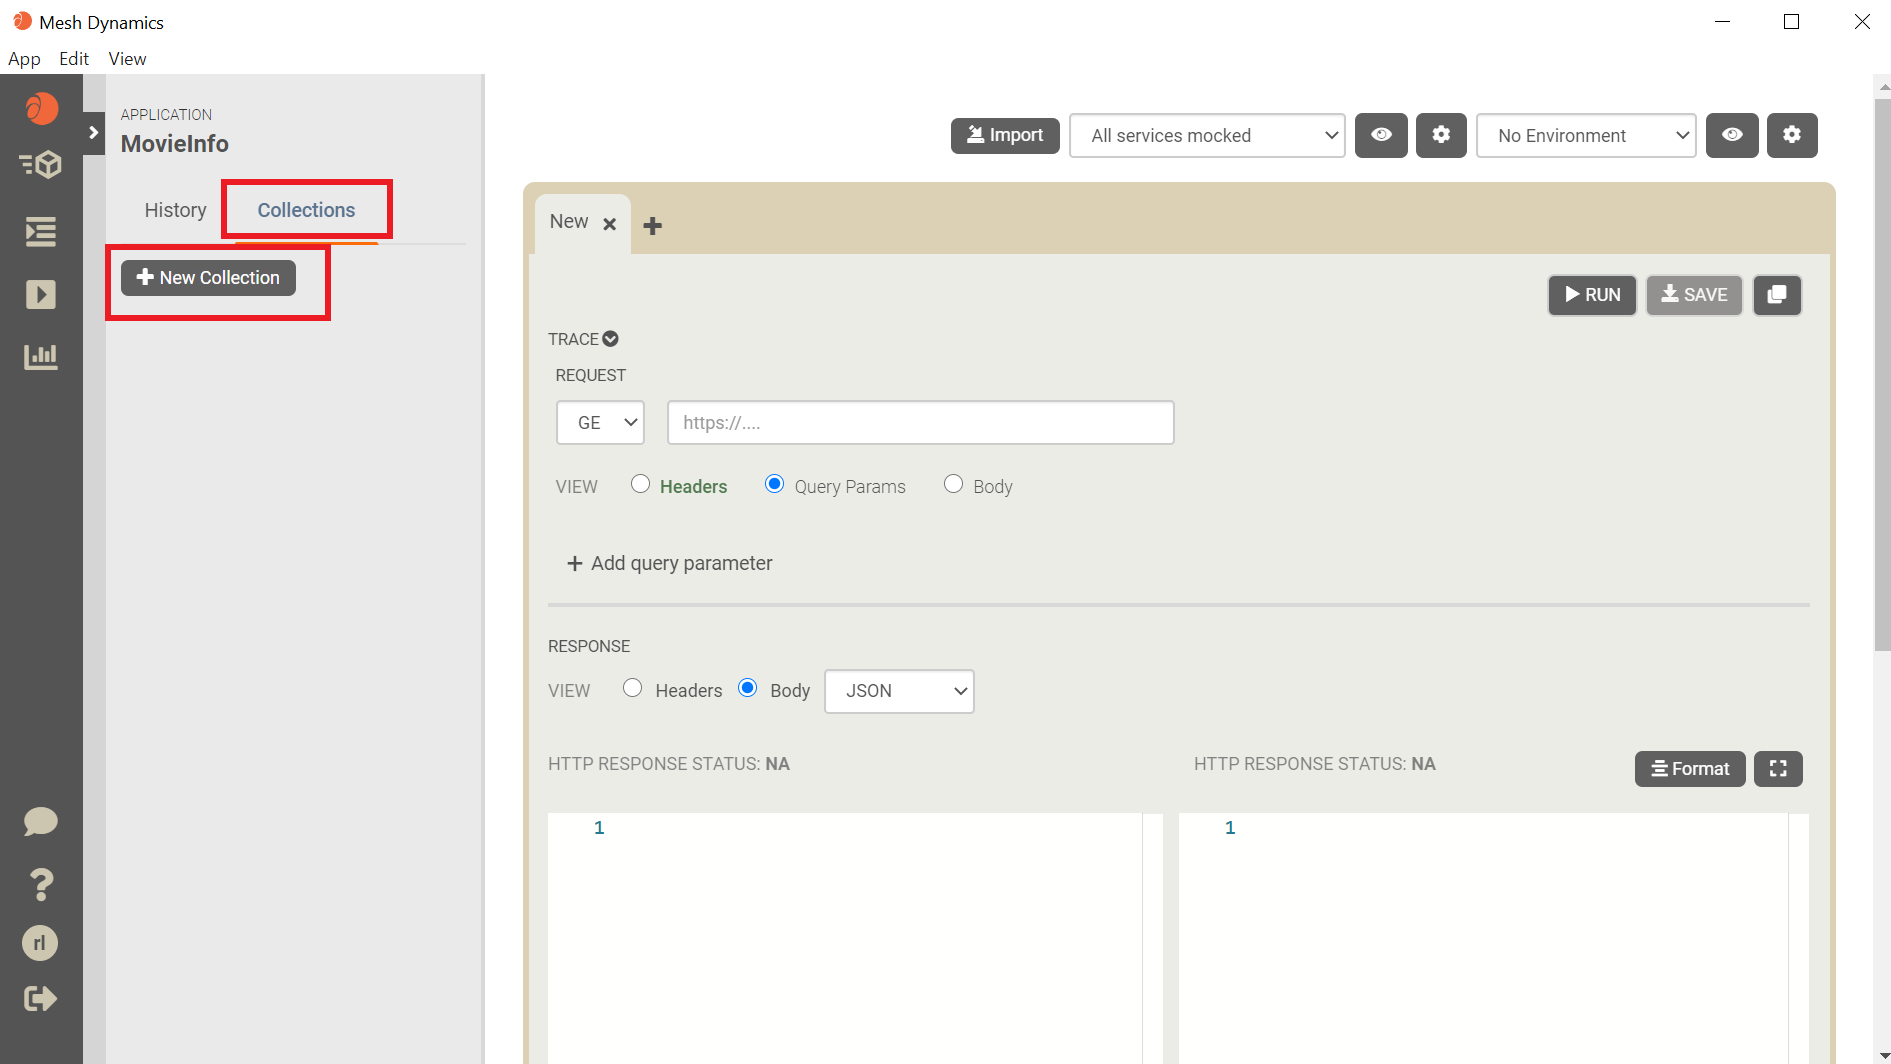 Mesh Dynamics
App Edit View
APPLICATION
MovieInfo
History Collections
New Collection
Import All services mocked No Environment
New
RUN SAVE
TRACE
REQUEST
GE https://....
VIEW Headers Query Params Body
Add query parameter
RESPONSE
VIEW Headers Body JSON
HTTP RESPONSE STATUS: NA HTTP RESPONSE STATUS: NA Format
1 1
rl